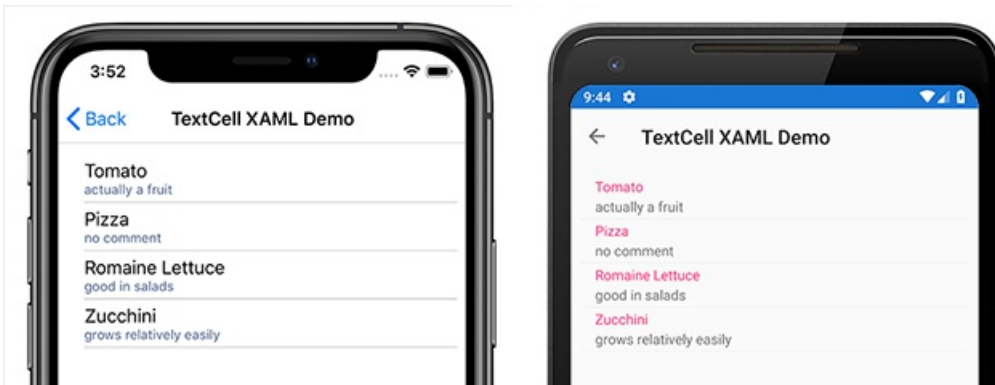 3:52
Back TextCell XAML Demo
Tomato
actually a fruit
Pizza
no comment
Romaine Lettuce
good in salads
Zucchini
grows relatively easily
9:44
TextCell XAML Demo
Tomato
actually a fruit
Pizza
no comment
Romaine Lettuce
good in salads
Zucchini
grows relatively easily